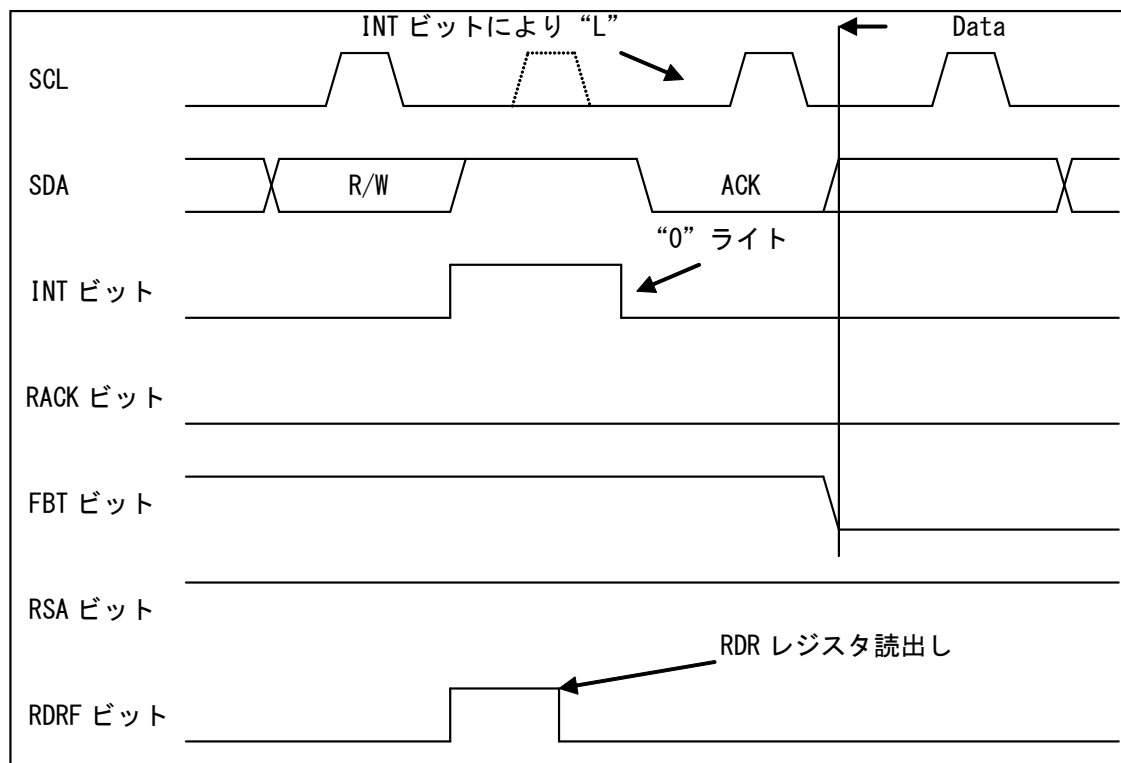 INT ビットにより “L”
Data
SCL
SDA
R/W
ACK
“0” ライト
INT ビット
RACK ビット
FBT ビット
RSA ビット
RDR レジスタ読出し
RDRF ビット